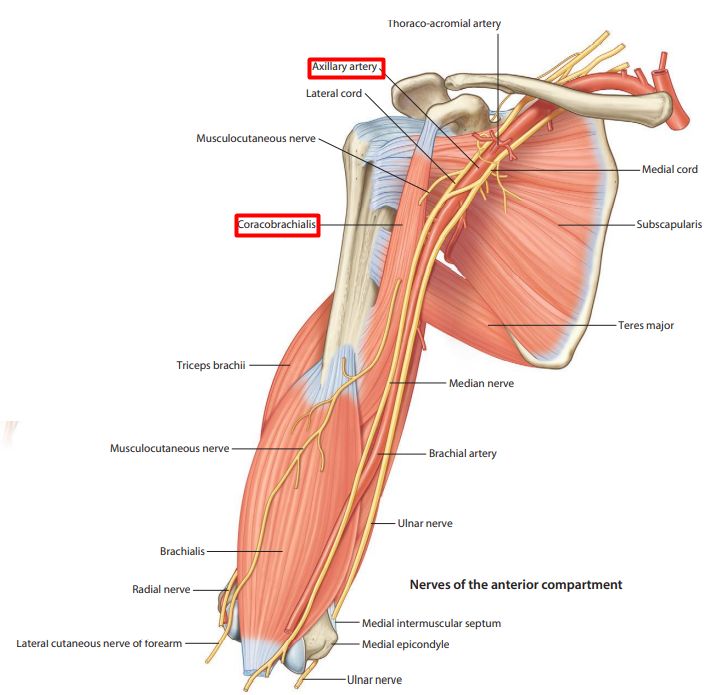 Thoraco-acromial artery
Axillary artery
Lateral cord
Musculocutaneous nerve
Medial cord
Coracobrachialis
Subscapularis
Teres major
Triceps brachii
Median nerve
Musculocutaneous nerve
Brachial artery
Ulnar nerve
Brachialis
Nerves of the anterior compartment
Radial nerve
Medial intermuscular septum
Lateral cutaneous nerve of forearm
Medial epicondyle
Ulnar nerve